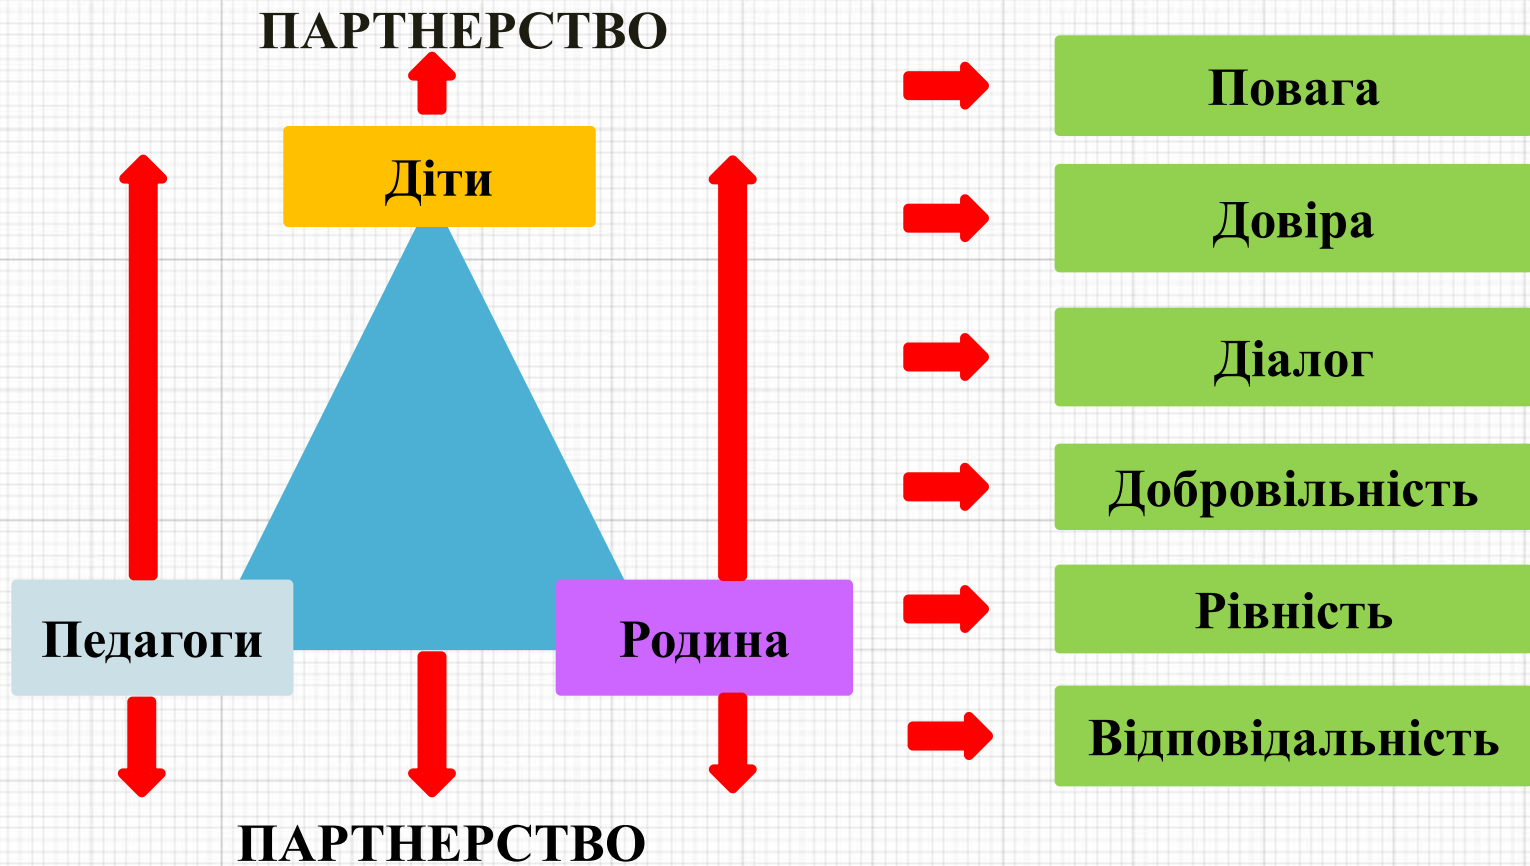 ПАРТНЕРСТВО
Діти
Педагоги
Родина
ПАРТНЕРСТВО
Повага
Довіра
Діалог
Добровільність
Рівність
Відповідальність